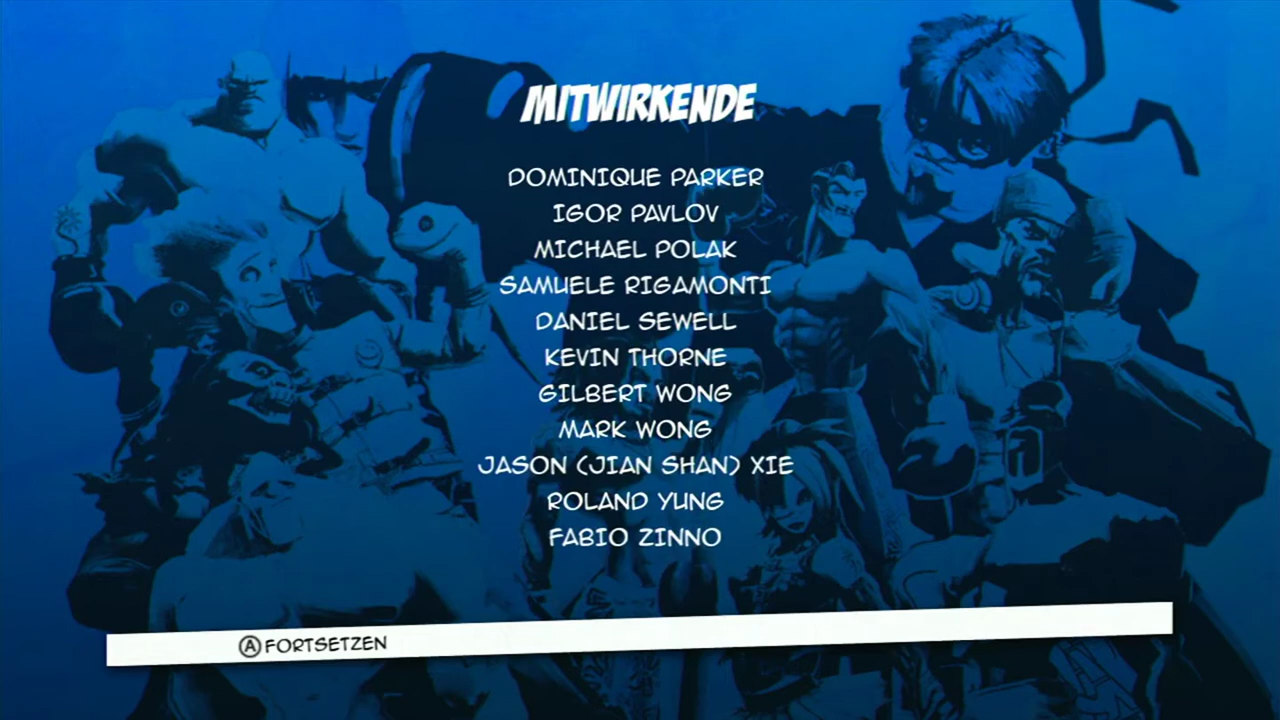 MITWIRKENDE
DOMINIQUE PARKER
IGOR PAVLOV
MICHAEL POLAK
SAMUELE RIGAMONTI
DANIEL SEWELL
KEVIN THORNE
GILBERT WONG
MARK WONG
JASON (JIAN SHAN) XIE
ROLAND YUNG
FABIO ZINNO
A FORTSETZEN